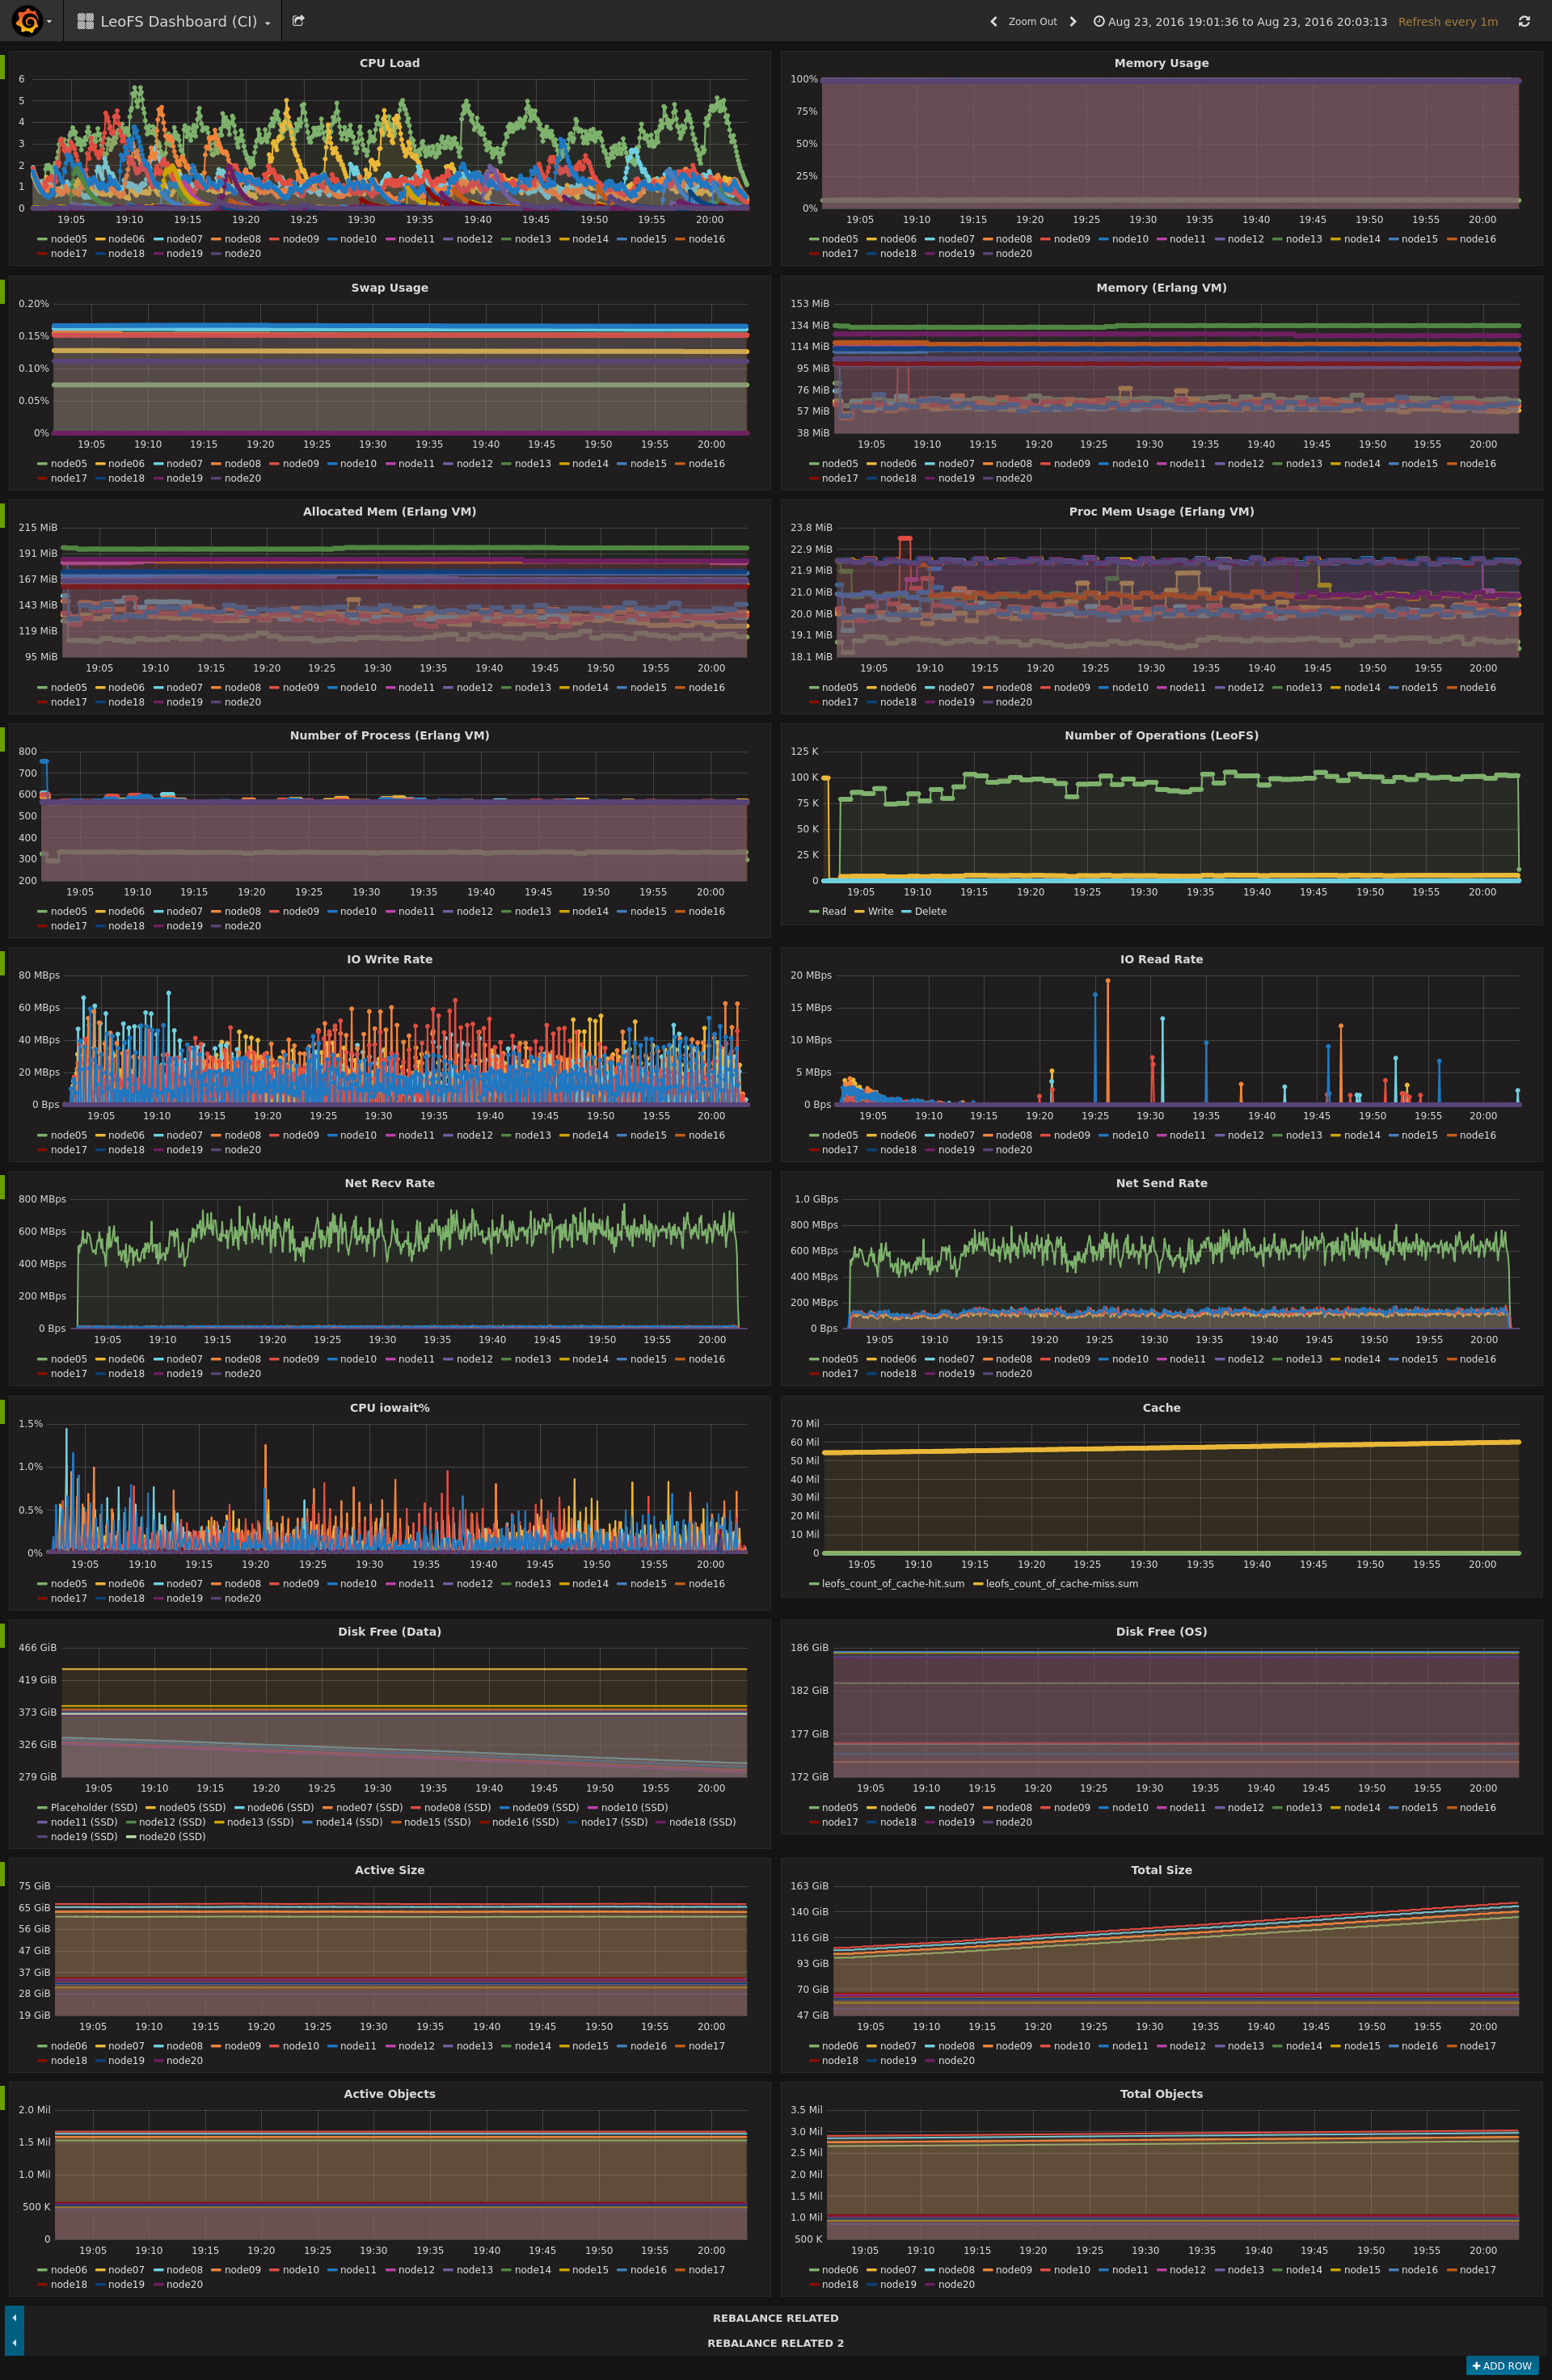 LeoFS Dashboard (CI)
Zoom Out
Aug 23, 2016 19:01:36 to Aug 23, 2016 20:03:13
Refresh every 1m
CPU Load
6
5
4
3
2
1
0
19:05 19:10 19:15 19:20 19:25 19:30 19:35 19:40 19:45 19:50 19:55 20:00
node05 node06 node07 node08 node09 node10 node11 node12 node13 node14 node15 node16
node17 node18 node19 node20
Memory Usage
100%
75%
50%
25%
0%
19:05 19:10 19:15 19:20 19:25 19:30 19:35 19:40 19:45 19:50 19:55 20:00
node05 node06 node07 node08 node09 node10 node11 node12 node13 node14 node15 node16
node17 node18 node19 node20
Swap Usage
0.20%
0.15%
0.10%
0.05%
0%
19:05 19:10 19:15 19:20 19:25 19:30 19:35 19:40 19:45 19:50 19:55 20:00
node05 node06 node07 node08 node09 node10 node11 node12 node13 node14 node15 node16
node17 node18 node19 node20
Memory (Erlang VM)
153 MiB
134 MiB
114 MiB
95 MiB
76 MiB
57 MiB
38 MiB
19:05 19:10 19:15 19:20 19:25 19:30 19:35 19:40 19:45 19:50 19:55 20:00
node05 node06 node07 node08 node09 node10 node11 node12 node13 node14 node15 node16
node17 node18 node19 node20
Allocated Mem (Erlang VM)
215 MiB
191 MiB
167 MiB
143 MiB
119 MiB
95 MiB
19:05 19:10 19:15 19:20 19:25 19:30 19:35 19:40 19:45 19:50 19:55 20:00
node05 node06 node07 node08 node09 node10 node11 node12 node13 node14 node15 node16
node17 node18 node19 node20
Proc Mem Usage (Erlang VM)
23.8 MiB
22.9 MiB
21.9 MiB
21.0 MiB
20.0 MiB
19.1 MiB
18.1 MiB
19:05 19:10 19:15 19:20 19:25 19:30 19:35 19:40 19:45 19:50 19:55 20:00
node05 node06 node07 node08 node09 node10 node11 node12 node13 node14 node15 node16
node17 node18 node19 node20
Number of Process (Erlang VM)
800
700
600
500
400
300
200
19:05 19:10 19:15 19:20 19:25 19:30 19:35 19:40 19:45 19:50 19:55 20:00
node05 node06 node07 node08 node09 node10 node11 node12 node13 node14 node15 node16
node17 node18 node19 node20
Number of Operations (LeoFS)
125 K
100 K
75 K
50 K
25 K
0
19:05 19:10 19:15 19:20 19:25 19:30 19:35 19:40 19:45 19:50 19:55 20:00
Read Write Delete
IO Write Rate
80 MBps
60 MBps
40 MBps
20 MBps
0 Bps
19:05 19:10 19:15 19:20 19:25 19:30 19:35 19:40 19:45 19:50 19:55 20:00
node05 node06 node07 node08 node09 node10 node11 node12 node13 node14 node15 node16
node17 node18 node19 node20
IO Read Rate
20 MBps
15 MBps
10 MBps
5 MBps
0 Bps
19:05 19:10 19:15 19:20 19:25 19:30 19:35 19:40 19:45 19:50 19:55 20:00
node05 node06 node07 node08 node09 node10 node11 node12 node13 node14 node15 node16
node17 node18 node19 node20
Net Recv Rate
800 MBps
600 MBps
400 MBps
200 MBps
0 Bps
19:05 19:10 19:15 19:20 19:25 19:30 19:35 19:40 19:45 19:50 19:55 20:00
node05 node06 node07 node08 node09 node10 node11 node12 node13 node14 node15 node16
node17 node18 node19 node20
Net Send Rate
1.0 GBps
800 MBps
600 MBps
400 MBps
200 MBps
0 Bps
19:05 19:10 19:15 19:20 19:25 19:30 19:35 19:40 19:45 19:50 19:55 20:00
node05 node06 node07 node08 node09 node10 node11 node12 node13 node14 node15 node16
node17 node18 node19 node20
CPU iowait%
1.5%
1.0%
0.5%
0%
19:05 19:10 19:15 19:20 19:25 19:30 19:35 19:40 19:45 19:50 19:55 20:00
node05 node06 node07 node08 node09 node10 node11 node12 node13 node14 node15 node16
node17 node18 node19 node20
Cache
70 Mil
60 Mil
50 Mil
40 Mil
30 Mil
20 Mil
10 Mil
0
19:05 19:10 19:15 19:20 19:25 19:30 19:35 19:40 19:45 19:50 19:55 20:00
leofs_count_of_cache-hit.sum leofs_count_of_cache-miss.sum
Disk Free (Data)
466 GiB
419 GiB
373 GiB
326 GiB
279 GiB
19:05 19:10 19:15 19:20 19:25 19:30 19:35 19:40 19:45 19:50 19:55 20:00
Placeholder (SSD) node05 (SSD) node06 (SSD) node07 (SSD) node08 (SSD) node09 (SSD) node10 (SSD)
node11 (SSD) node12 (SSD) node13 (SSD) node14 (SSD) node15 (SSD) node16 (SSD) node17 (SSD) node18 (SSD)
node19 (SSD) node20 (SSD)
Disk Free (OS)
186 GiB
182 GiB
177 GiB
172 GiB
19:05 19:10 19:15 19:20 19:25 19:30 19:35 19:40 19:45 19:50 19:55 20:00
node05 node06 node07 node08 node09 node10 node11 node12 node13 node14 node15 node16
node17 node18 node19 node20
Active Size
75 GiB
65 GiB
56 GiB
47 GiB
37 GiB
28 GiB
19 GiB
19:05 19:10 19:15 19:20 19:25 19:30 19:35 19:40 19:45 19:50 19:55 20:00
node06 node07 node08 node09 node10 node11 node12 node13 node14 node15 node16 node17
node18 node19 node20
Total Size
163 GiB
140 GiB
116 GiB
93 GiB
70 GiB
47 GiB
19:05 19:10 19:15 19:20 19:25 19:30 19:35 19:40 19:45 19:50 19:55 20:00
node06 node07 node08 node09 node10 node11 node12 node13 node14 node15 node16 node17
node18 node19 node20
Active Objects
2.0 Mil
1.5 Mil
1.0 Mil
500 K
0
19:05 19:10 19:15 19:20 19:25 19:30 19:35 19:40 19:45 19:50 19:55 20:00
node06 node07 node08 node09 node10 node11 node12 node13 node14 node15 node16 node17
node18 node19 node20
Total Objects
3.5 Mil
3.0 Mil
2.5 Mil
2.0 Mil
1.5 Mil
1.0 Mil
500 K
19:05 19:10 19:15 19:20 19:25 19:30 19:35 19:40 19:45 19:50 19:55 20:00
node06 node07 node08 node09 node10 node11 node12 node13 node14 node15 node16 node17
node18 node19 node20
REBALANCE RELATED
REBALANCE RELATED 2
+ ADD ROW